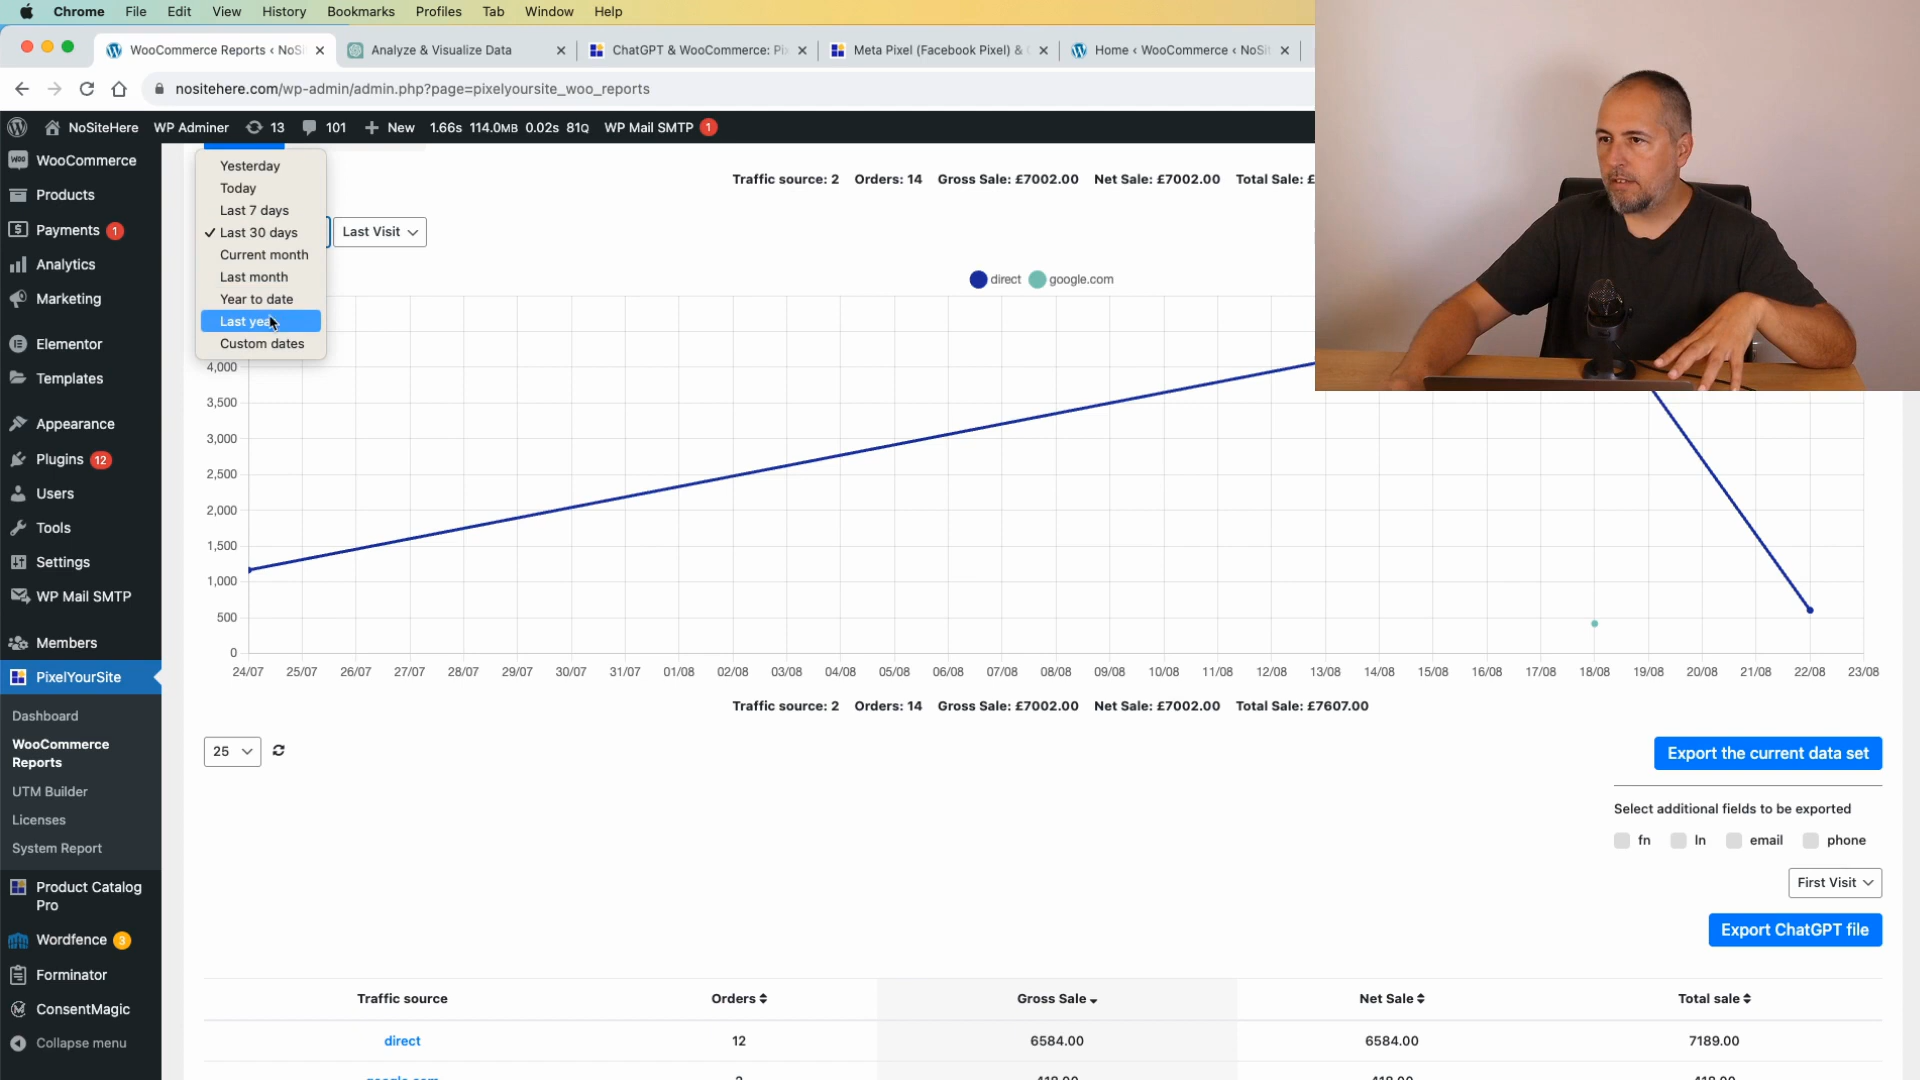 Chrome File Edit View History Bookmarks Profiles Tab Window Help
WooCommerce Reports ‹ NoSi
Analyze & Visualize Data
ChatGPT & WooCommerce: Pi
Meta Pixel (Facebook Pixel) &
Home ‹ WooCommerce ‹ NoSit
nositehere.com/wp-admin/admin.php?page=pixelyoursite_woo_reports
NoSiteHere WP Adminer 13 101 New 1.66s 114.0MB 0.02s 81Q WP Mail SMTP 1
WooCommerce
Products
Payments 1
Analytics
Marketing
Elementor
Templates
Appearance
Plugins 12
Users
Tools
Settings
WP Mail SMTP
Members
PixelYourSite
Dashboard
WooCommerce
Reports
UTM Builder
Licenses
System Report
Product Catalog
Pro
Wordfence 3
Forminator
ConsentMagic
Collapse menu
Yesterday
Today
Last 7 days
✓ Last 30 days
Current month
Last month
Year to date
Last yea
Custom dates
Last Visit
Traffic source: 2 Orders: 14 Gross Sale: £7002.00 Net Sale: £7002.00 Total Sale: £
direct google.com
4,000
3,500
3,000
2,500
2,000
1,500
1,000
500
0
24/07 25/07 26/07 27/07 28/07 29/07 30/07 31/07 01/08 02/08 03/08 04/08 05/08 06/08 07/08 08/08 09/08 10/08 11/08 12/08 13/08 14/08 15/08 16/08 17/08 18/08 19/08 20/08 21/08 22/08 23/08
Traffic source: 2 Orders: 14 Gross Sale: £7002.00 Net Sale: £7002.00 Total Sale: £7607.00
25
Export the current data set
Select additional fields to be exported
fn ln email phone
First Visit
Export ChatGPT file
Traffic source Orders Gross Sale Net Sale Total sale
direct 12 6584.00 6584.00 7189.00